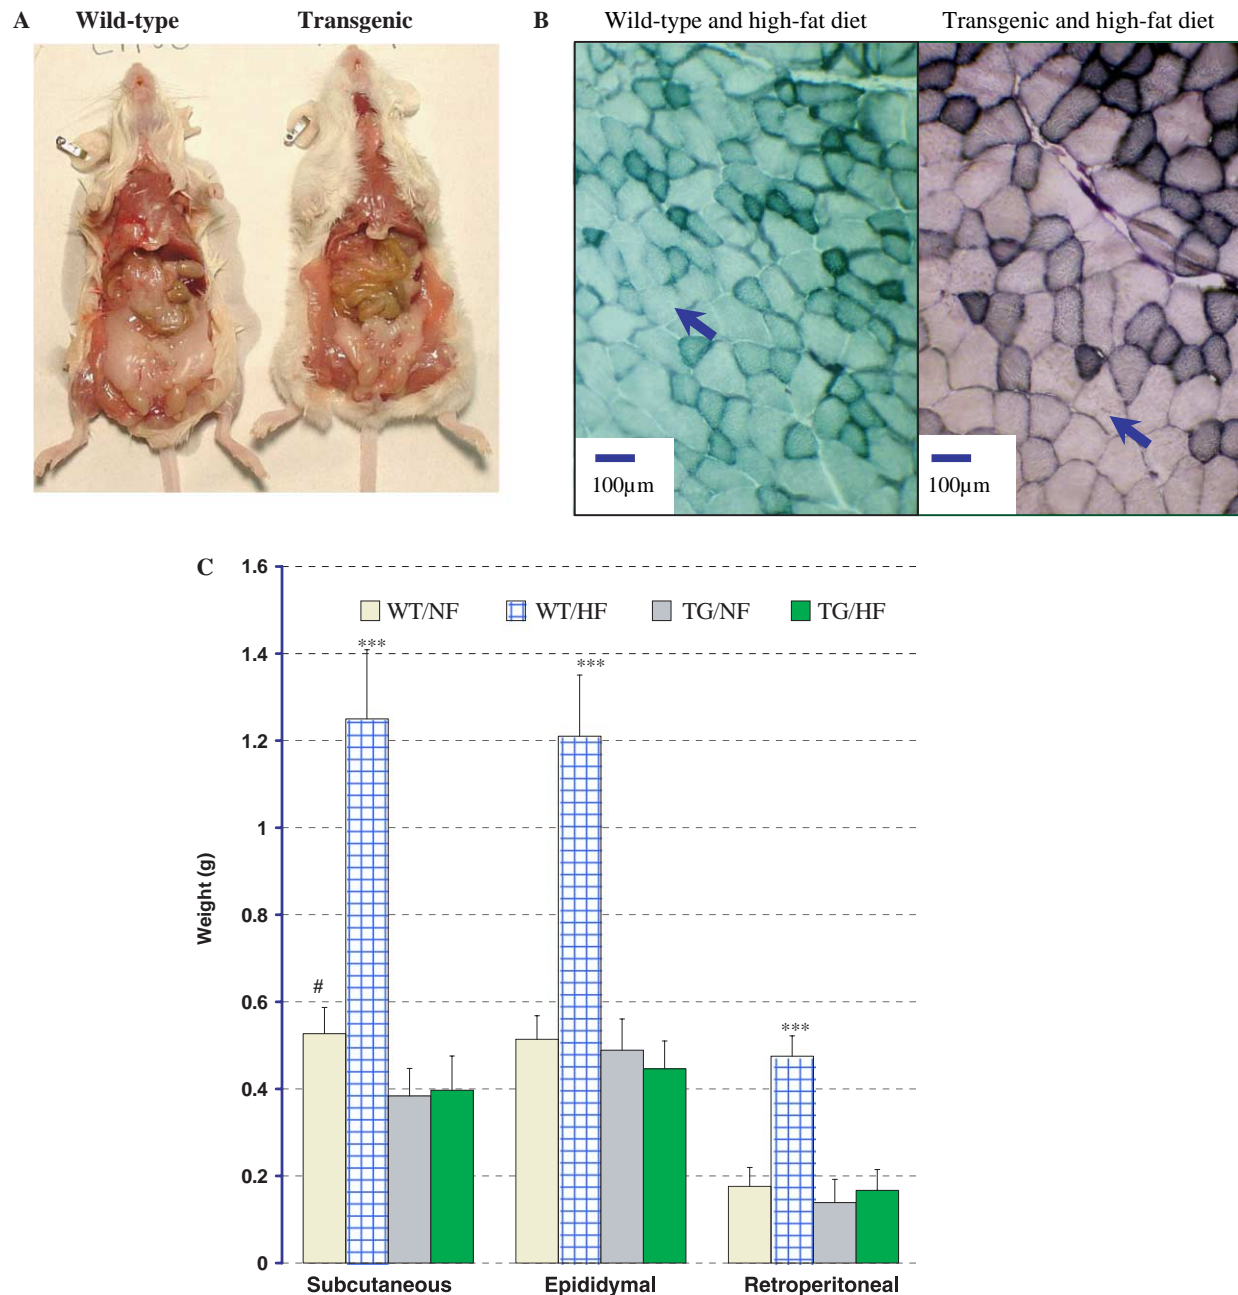 A Wild-type Transgenic
B Wild-type and high-fat diet Transgenic and high-fat diet
100µm 100µm
C
1.6
WT/NF WT/HF TG/NF TG/HF
***
1.4
***
1.2
1
Weight (g)
0.8
#
0.6
***
0.4
0.2
0
Subcutaneous Epididymal Retroperitoneal